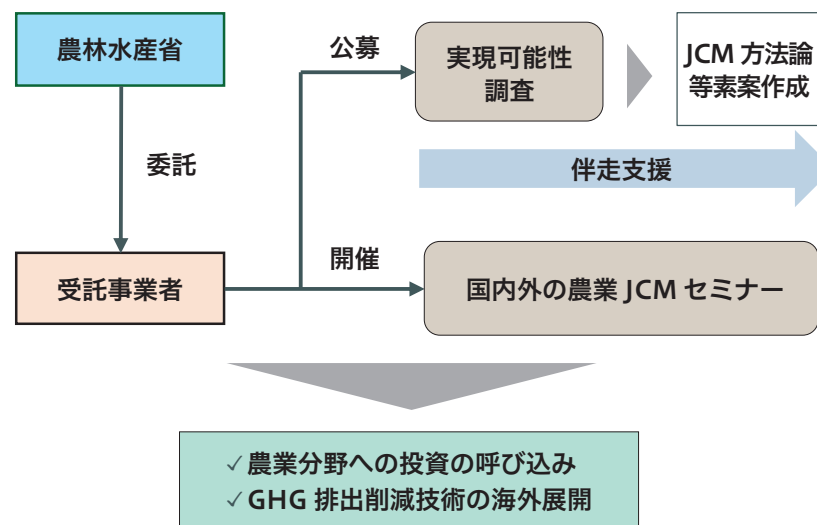 農林水産省
公募
実現可能性
調査
JCM 方法論
等素案作成
委託
伴走支援
受託事業者
開催
国内外の農業 JCM セミナー
✓農業分野への投資の呼び込み
✓GHG 排出削減技術の海外展開